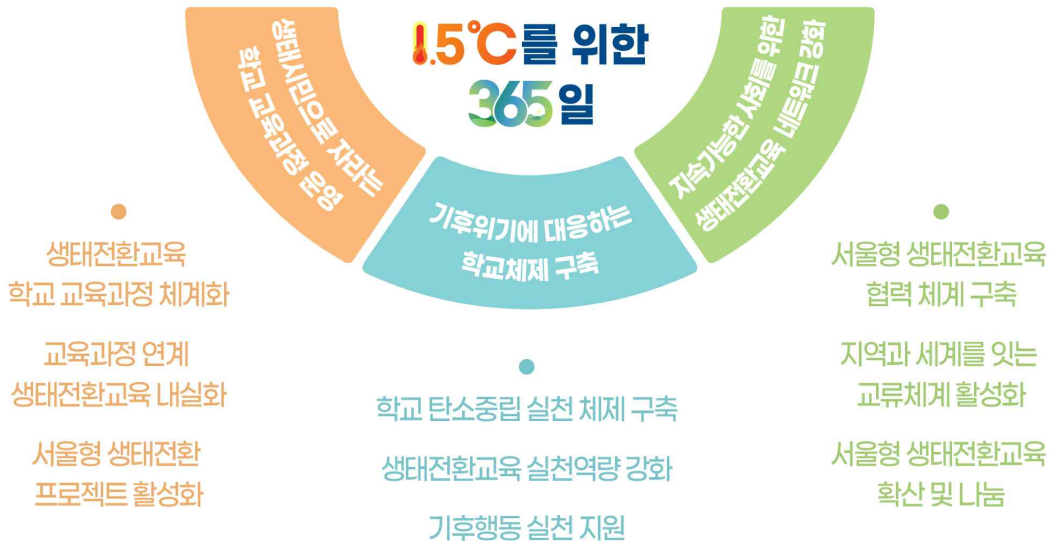 1.5℃를 위한
365일
생태시민으로 자라는
학교 교육과정 운영
기후위기에 대응하는
학교체제 구축
지속가능한 사회를 위한
생태전환교육 네트워크 강화
생태전환교육
학교 교육과정 체계화
교육과정 연계
생태전환교육 내실화
서울형 생태전환
프로젝트 활성화
학교 탄소중립 실천 체제 구축
생태전환교육 실천역량 강화
기후행동 실천 지원
서울형 생태전환교육
협력 체계 구축
지역과 세계를 잇는
교류체계 활성화
서울형 생태전환교육
확산 및 나눔